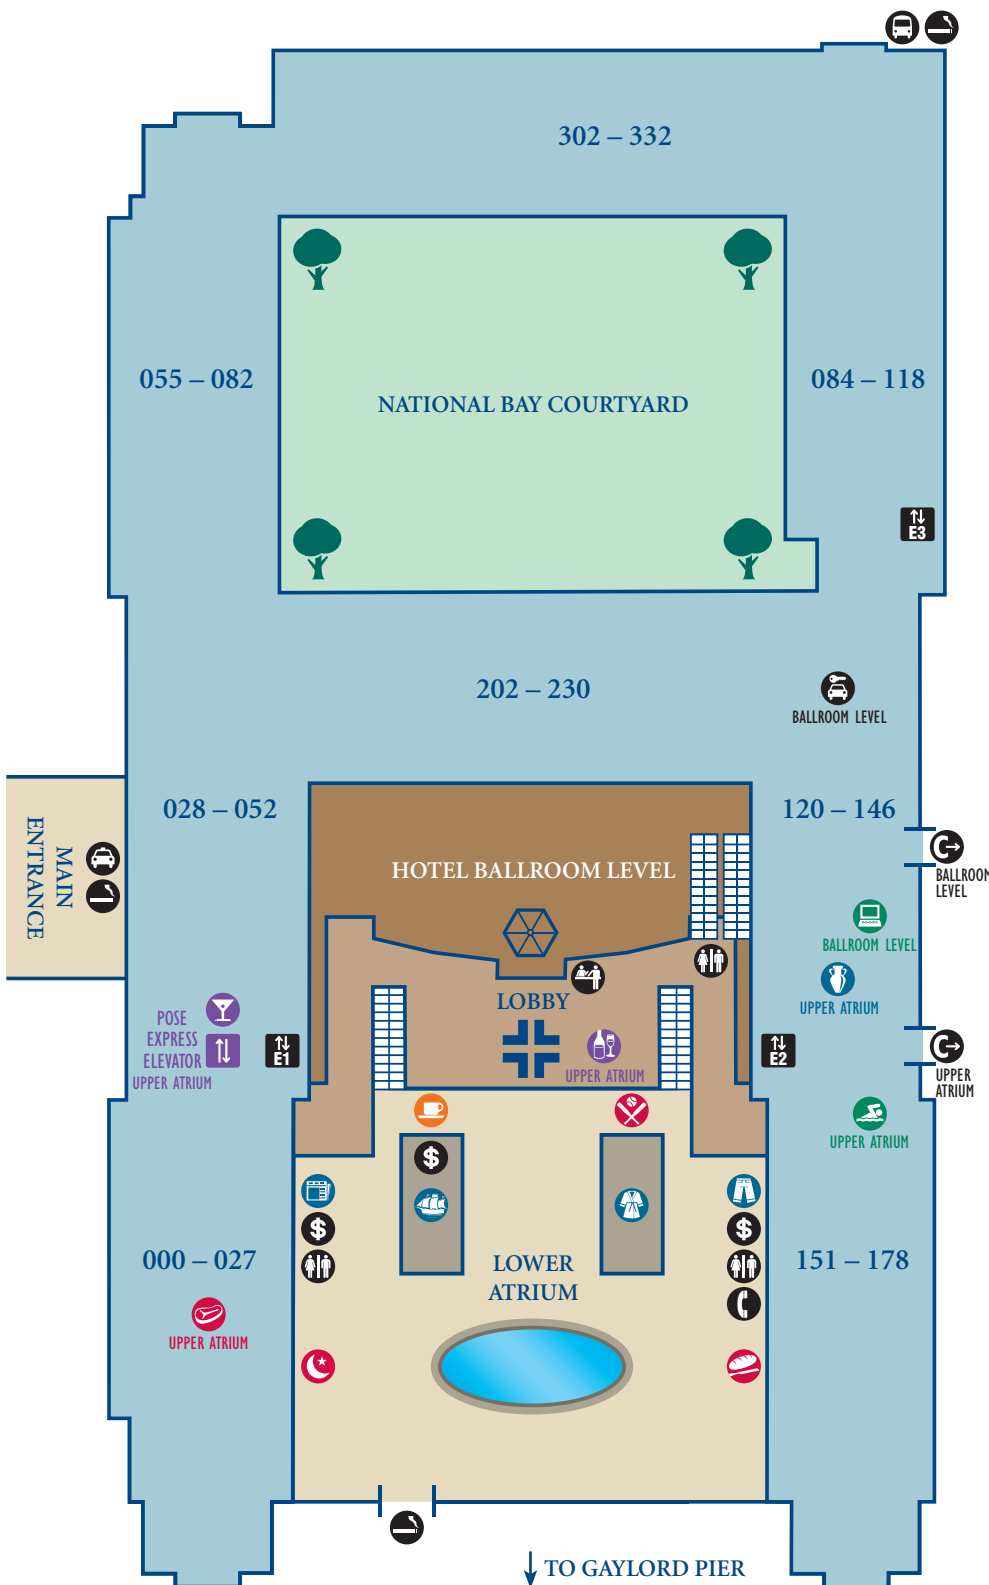 302 – 332
055 – 082
084 – 118
NATIONAL BAY COURTYARD
E3
202 – 230
BALLROOM LEVEL
028 – 052
120 – 146
MAIN
ENTRANCE
HOTEL BALLROOM LEVEL
BALLROOM
LEVEL
BALLROOM LEVEL
LOBBY
UPPER ATRIUM
POSE
EXPRESS
ELEVATOR
UPPER ATRIUM
E1
E2
UPPER ATRIUM
UPPER
ATRIUM
UPPER ATRIUM
$
$
$
000 – 027
LOWER
ATRIUM
151 – 178
UPPER ATRIUM
TO GAYLORD PIER